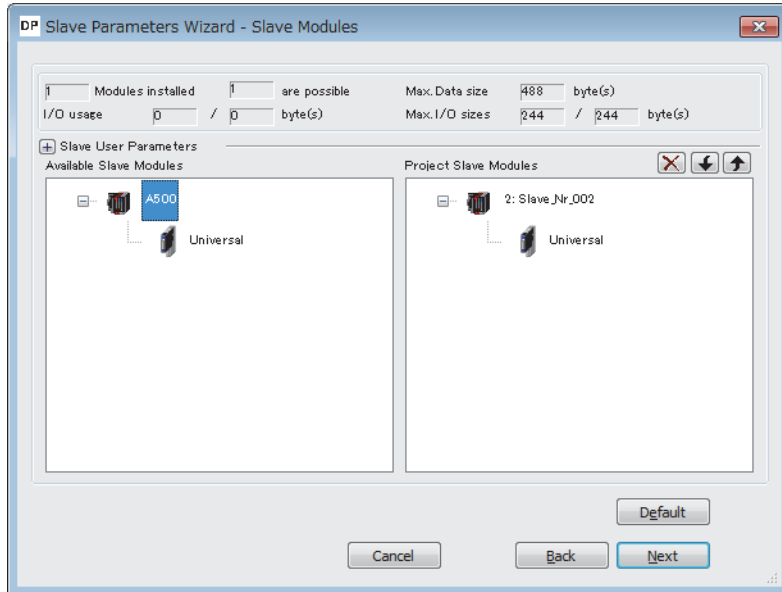 DP Slave Parameters Wizard - Slave Modules
1 Modules installed 1 are possible Max. Data size 488 byte(s)
I/O usage 0 / 0 byte(s) Max. I/O sizes 244 / 244 byte(s)
+ Slave User Parameters
Available Slave Modules Project Slave Modules
A500 2: Slave_Nr_002
Universal Universal
Default
Cancel Back Next